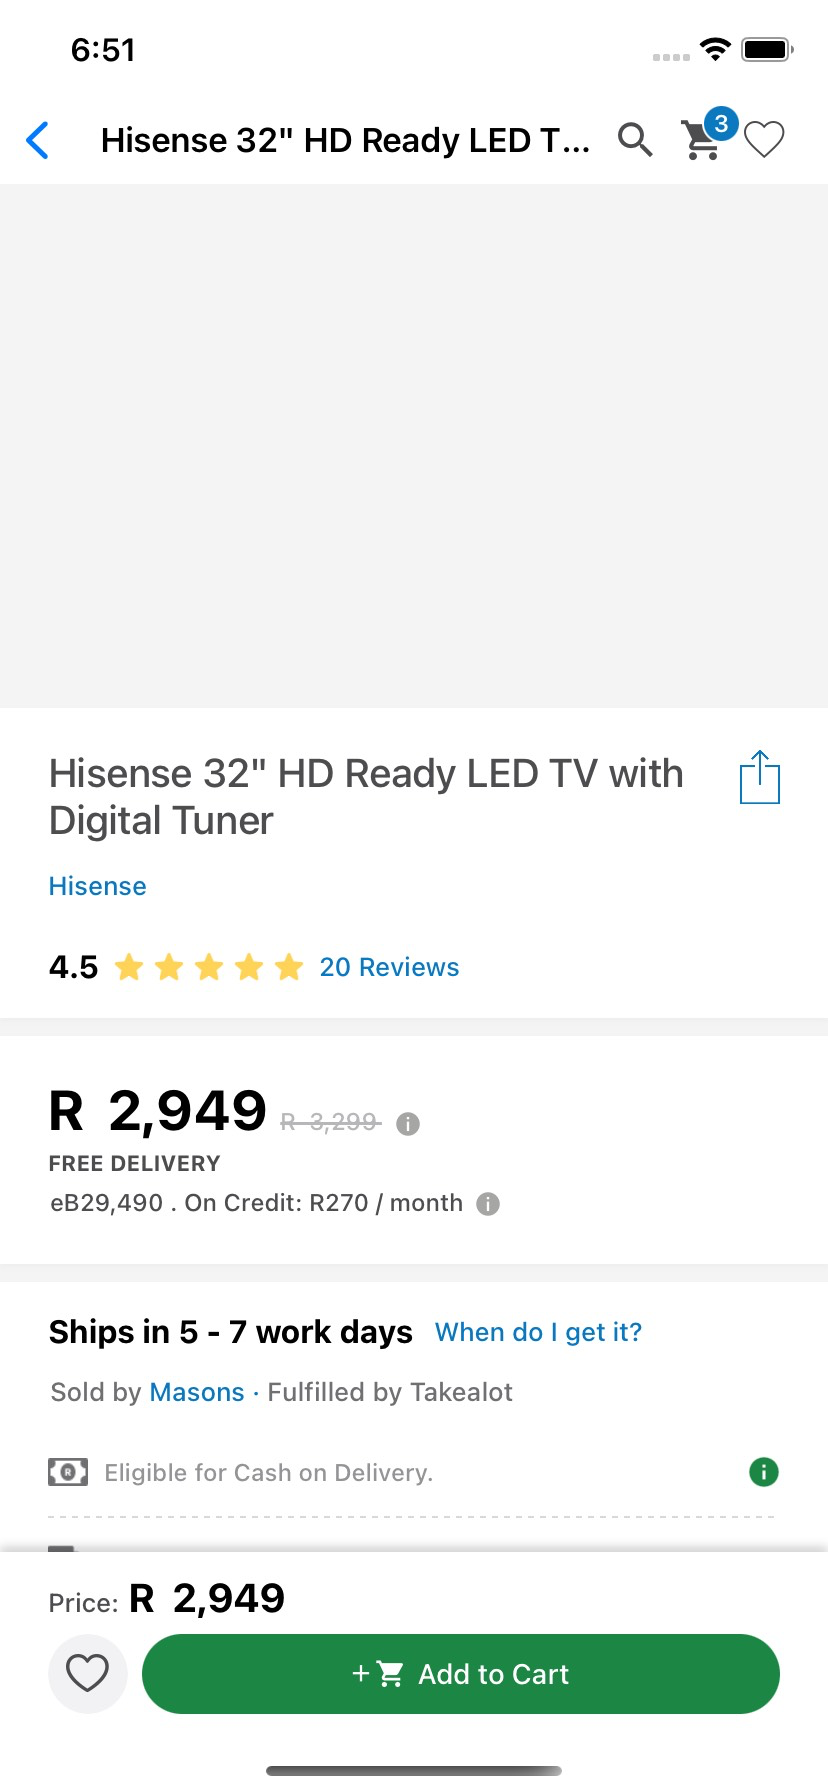 6:51
Hisense 32" HD Ready LED T...
3
Hisense 32" HD Ready LED TV with
Digital Tuner
Hisense
4.5 20 Reviews
R 2,949 R 3,299
FREE DELIVERY
eB29,490 . On Credit: R270 / month
Ships in 5 - 7 work days When do I get it?
Sold by Masons · Fulfilled by Takealot
Eligible for Cash on Delivery.
Price: R 2,949
+ Add to Cart